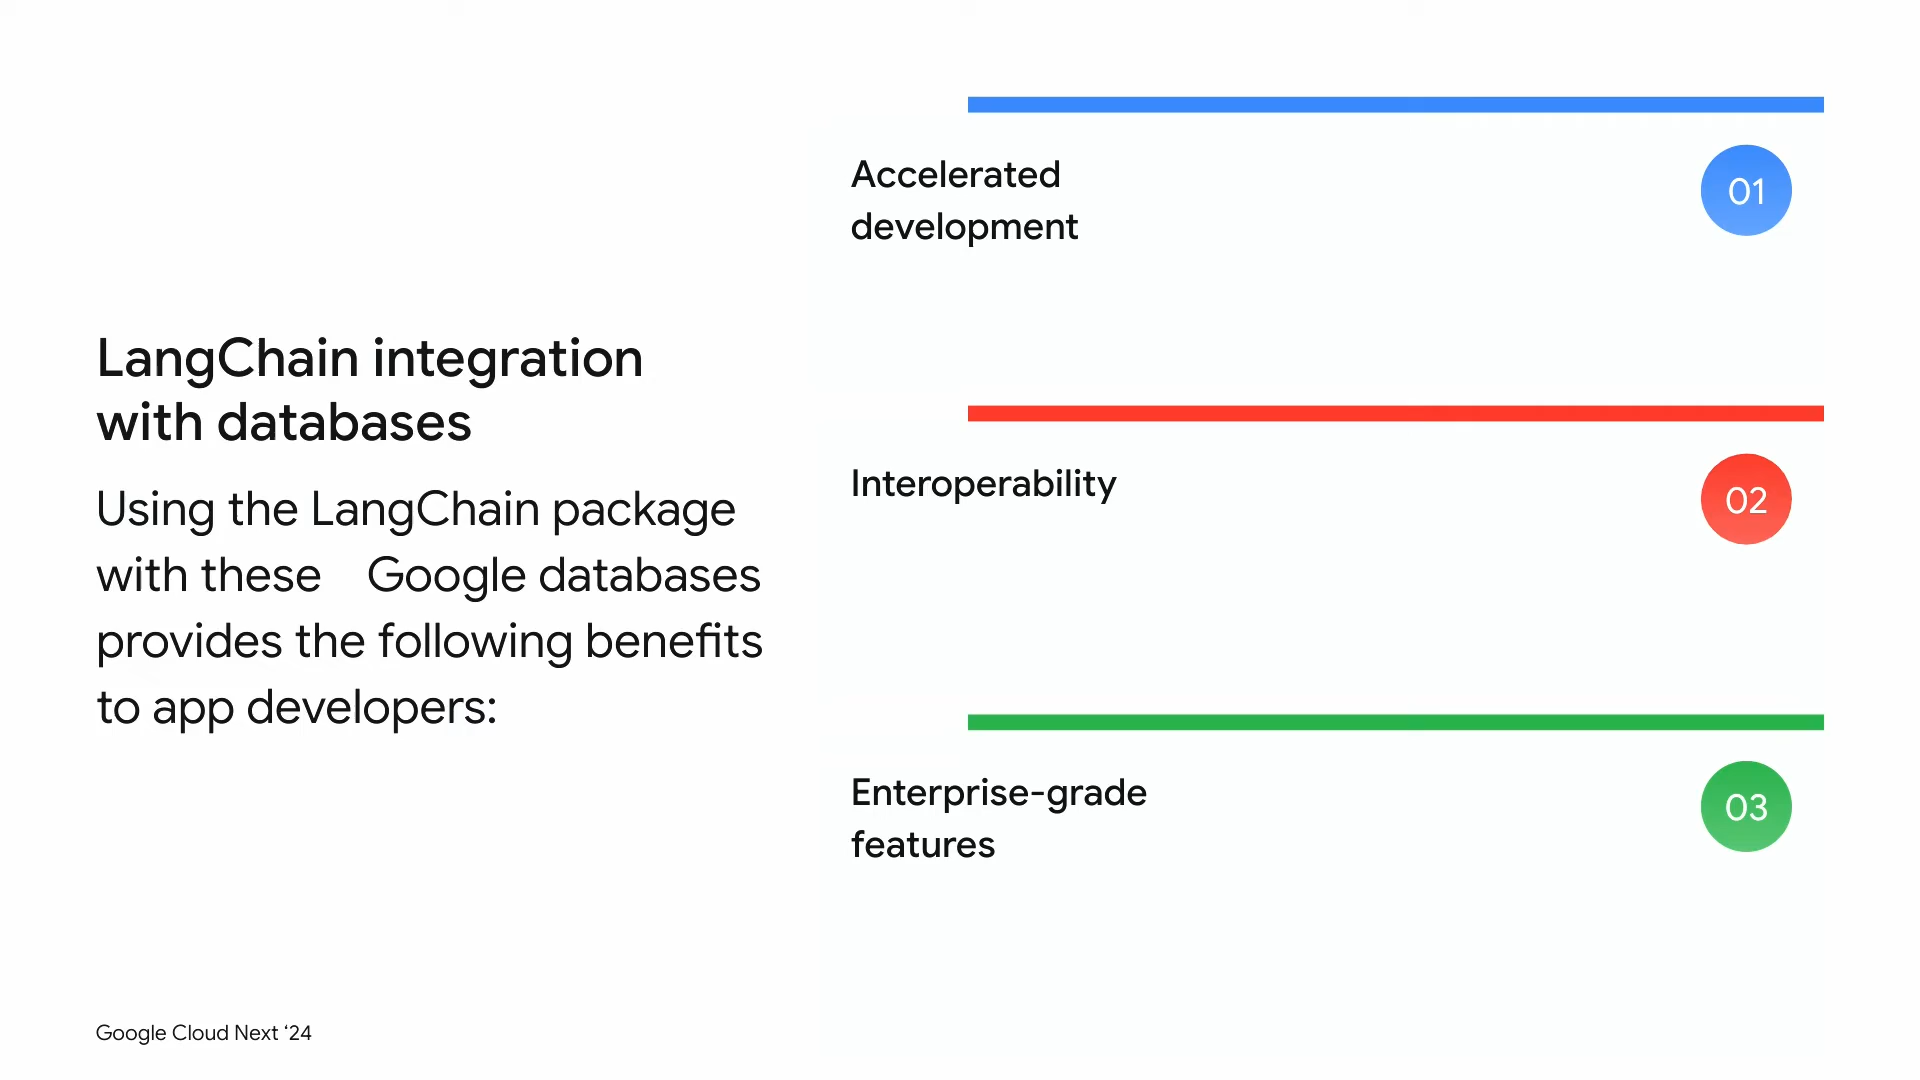 LangChain integration
with databases
Using the LangChain package
with these Google databases
provides the following benefits
to app developers:
Accelerated
development
01
Interoperability
02
Enterprise-grade
features
03
Google Cloud Next ‘24